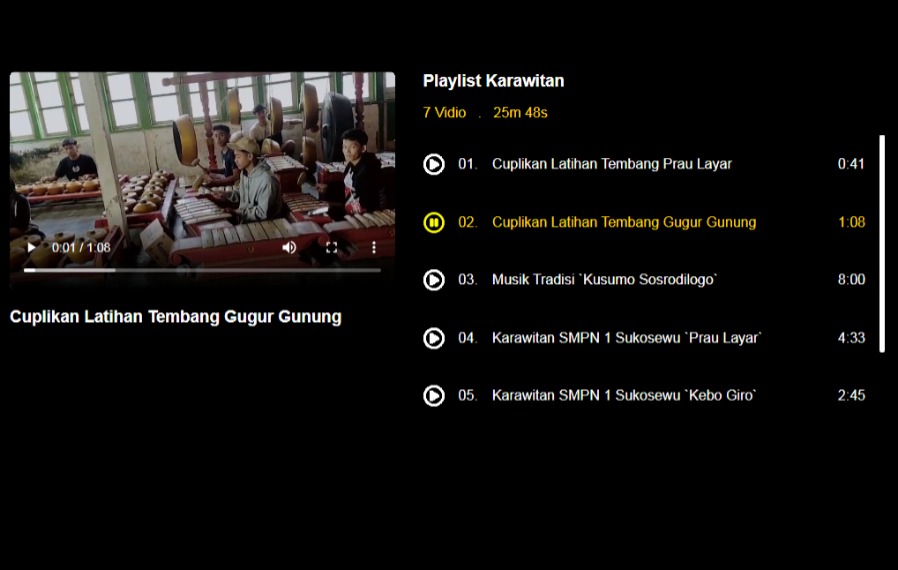 0:01 / 1:08
Cuplikan Latihan Tembang Gugur Gunung
Playlist Karawitan
7 Vidio . 25m 48s
01. Cuplikan Latihan Tembang Prau Layar 0:41
02. Cuplikan Latihan Tembang Gugur Gunung 1:08
03. Musik Tradisi `Kusumo Sosrodilogo` 8:00
04. Karawitan SMPN 1 Sukosewu `Prau Layar` 4:33
05. Karawitan SMPN 1 Sukosewu `Kebo Giro` 2:45